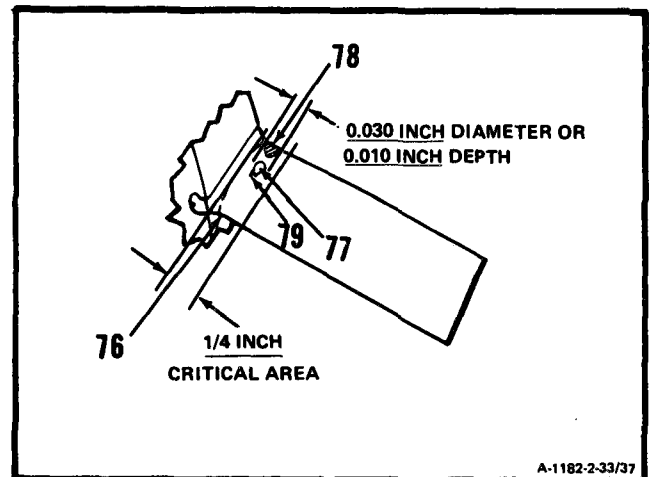 78
0.030 INCH DIAMETER OR
0.010 INCH DEPTH
79
77
76
1/4 INCH
CRITICAL AREA
A-1182-2-33/37